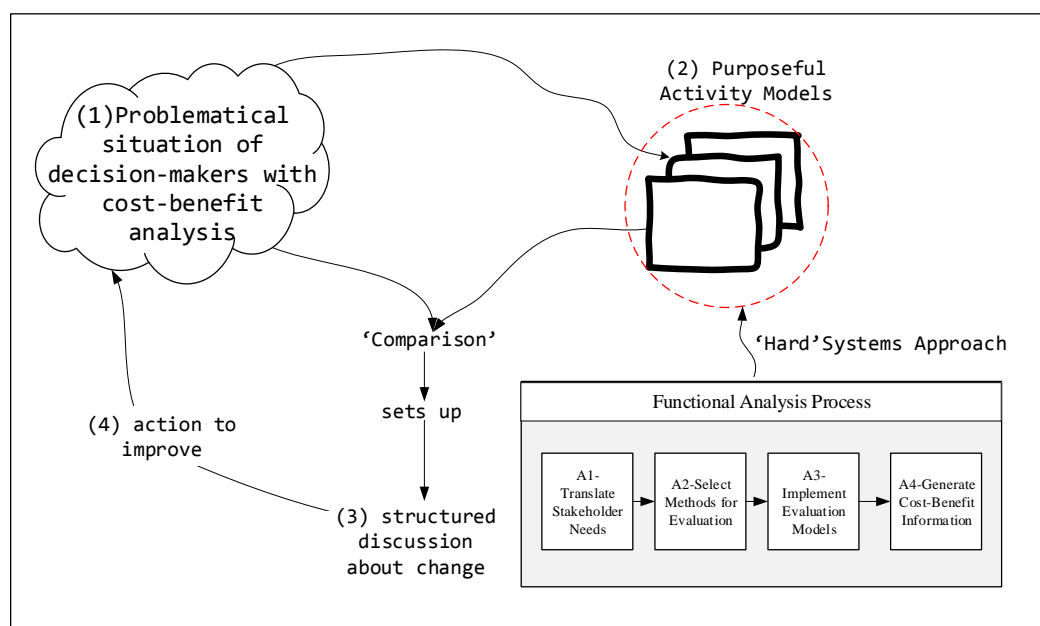 (1)Problematical
situation of
decision-makers with
cost-benefit
analysis
(2) Purposeful
Activity Models
‘Comparison’
‘Hard’Systems Approach
sets up
(4) action to
improve
(3) structured
discussion
about change
Functional Analysis Process
A1-
Translate
Stakeholder
Needs
A2-Select
Methods for
Evaluation
A3-
Implement
Evaluation
Models
A4-Generate
Cost-Benefit
Information